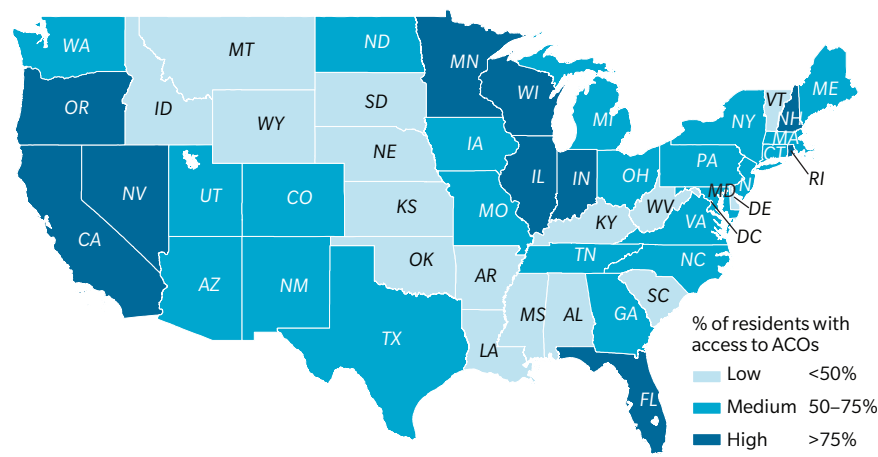 WA
MT
ND
MN
OR
ID
WY
SD
WI
MI
VT
NH
ME
NY
MA
CT
RI
NV
CA
UT
CO
NE
IA
IL
IN
OH
PA
MD
DE
DC
KS
MO
KY
WV
VA
AZ
NM
OK
AR
TN
NC
TX
LA
MS
AL
GA
SC
FL
% of residents with
access to ACOs
Low <50%
Medium 50–75%
High >75%